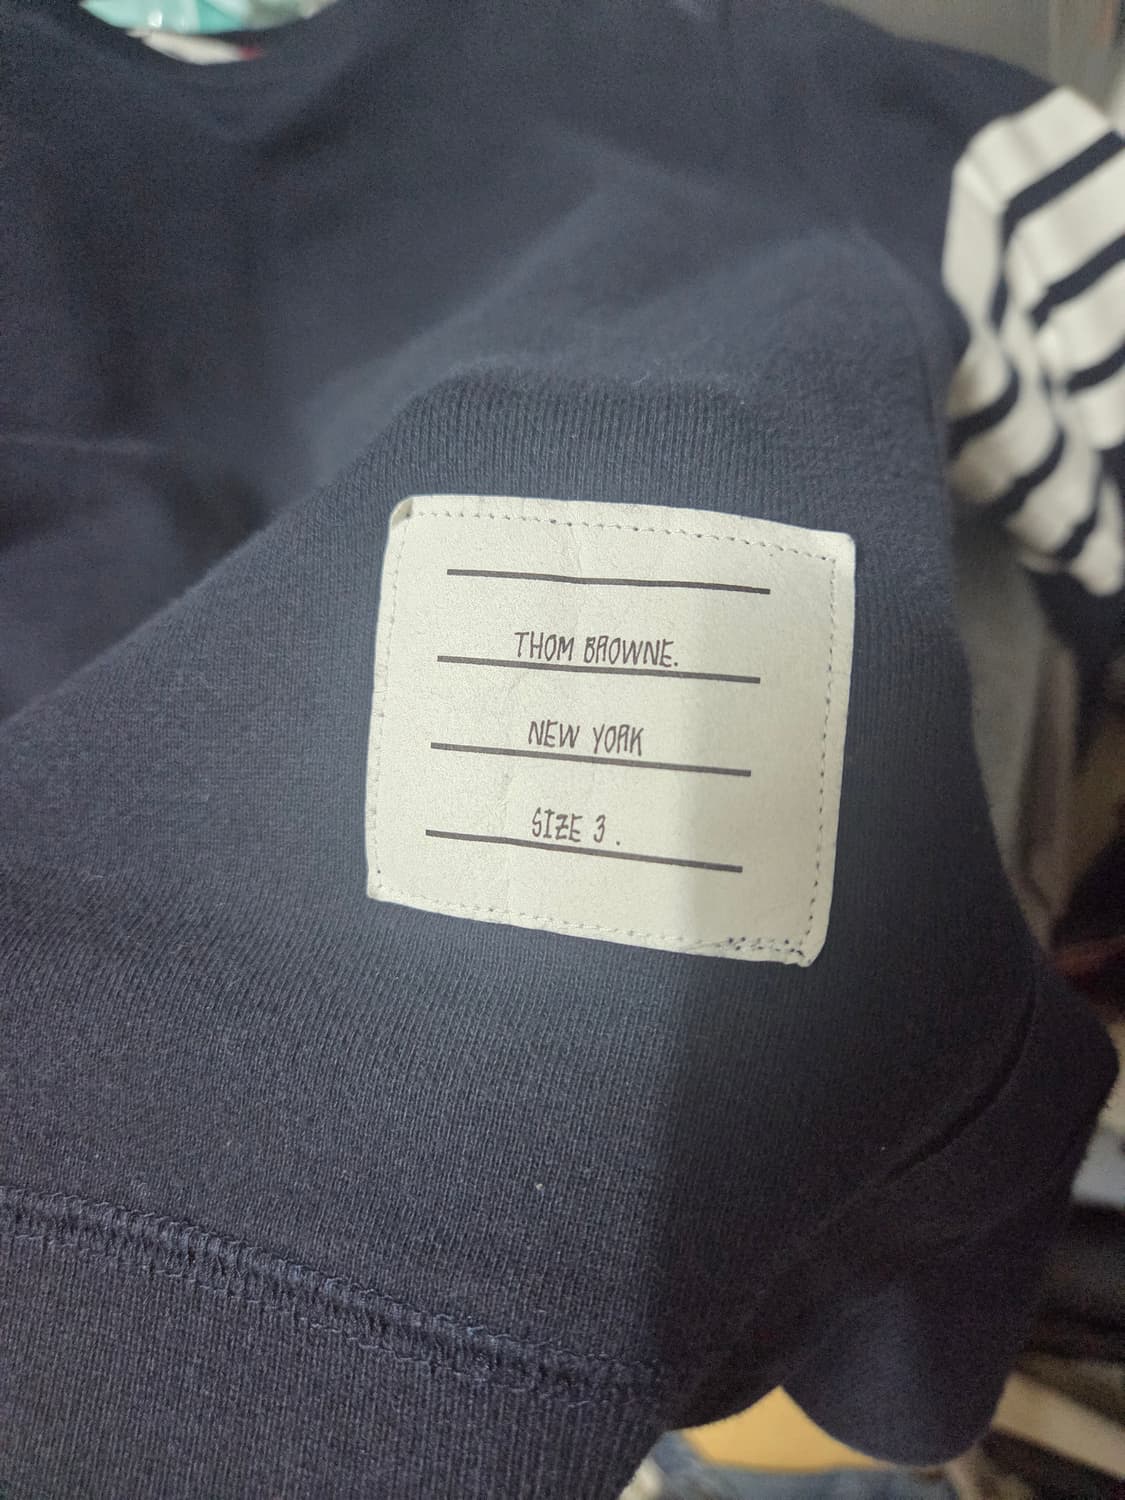 THOM BROWNE.
NEW YORK
SIZE 3.